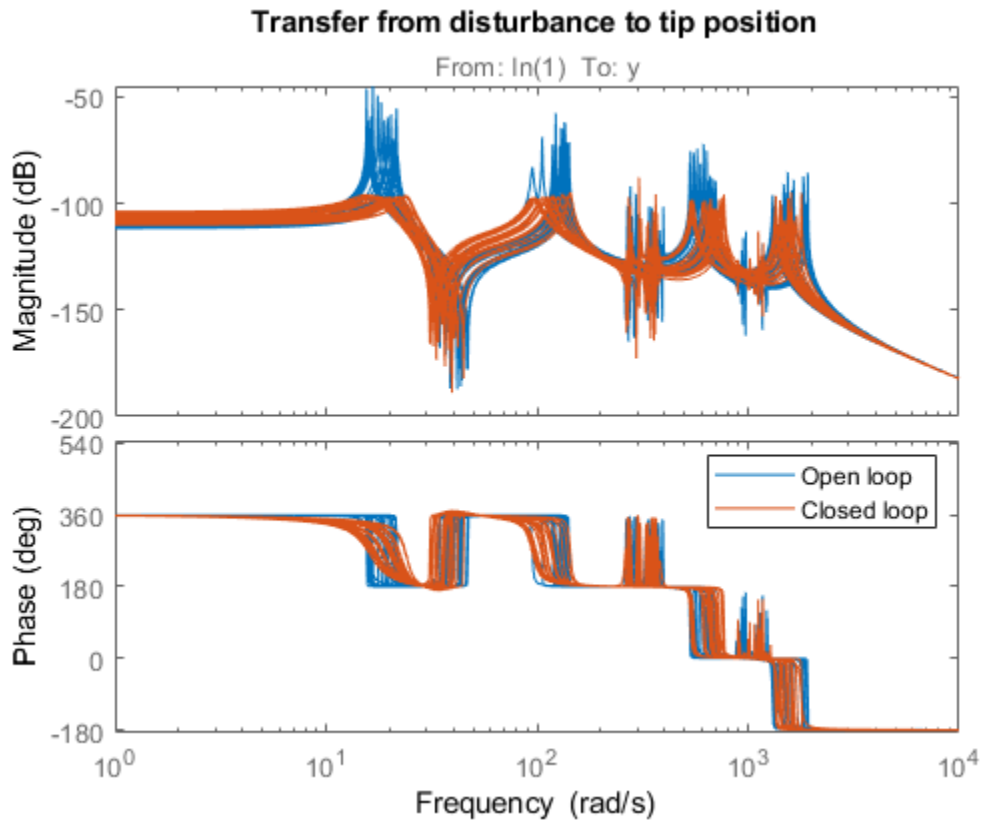 Transfer from disturbance to tip position
From: In(1) To: y
Magnitude (dB)
-50
-100
-150
-200
Phase (deg)
540
360
180
0
-180
Open loop
Closed loop
10^0 10^1 10^2 10^3 10^4
Frequency (rad/s)